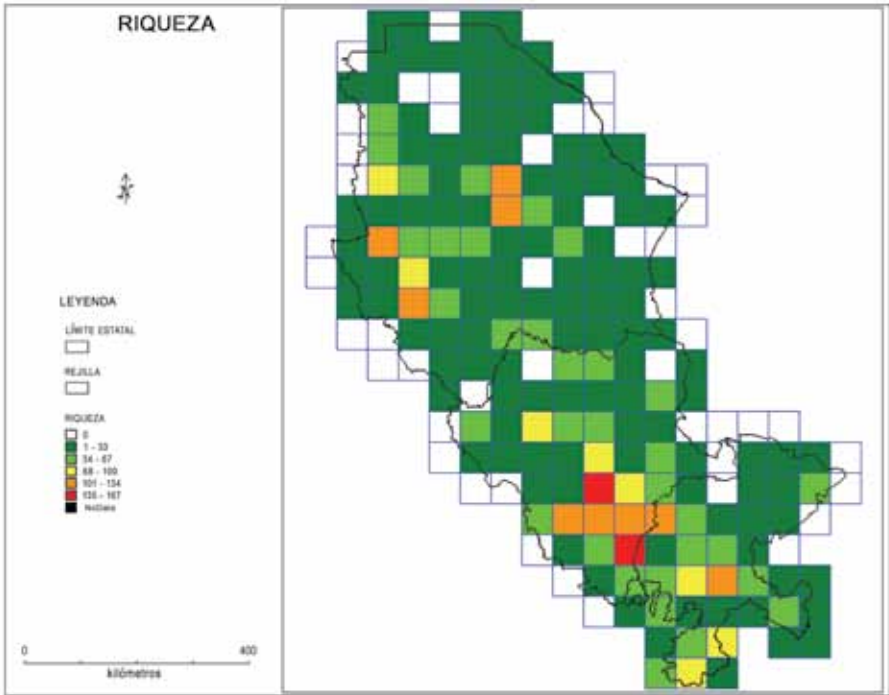 RIQUEZA
LEYENDA
LÍMITE ESTATAL
REJILLA
RIQUEZA
0
1 - 33
34 - 67
68 - 100
101 - 134
135 - 167
NoData
0 400
kilómetros